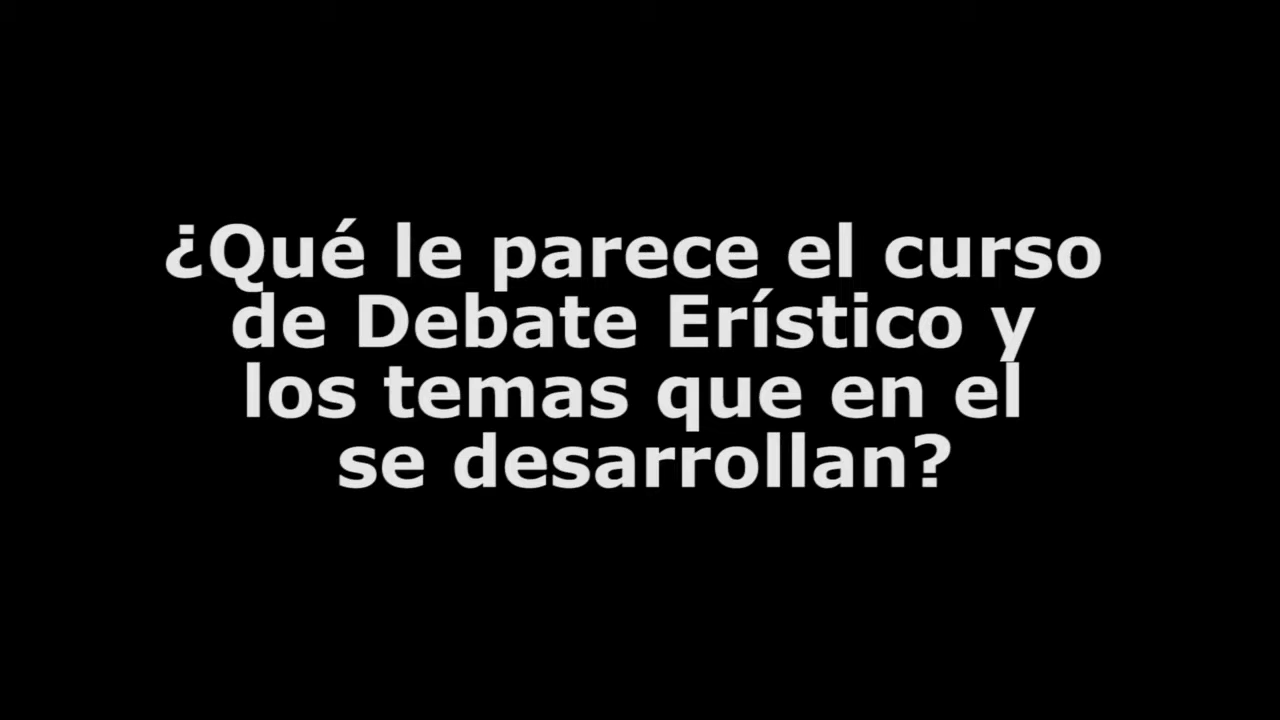 ¿Qué le parece el curso
de Debate Erístico y
los temas que en el
se desarrollan?